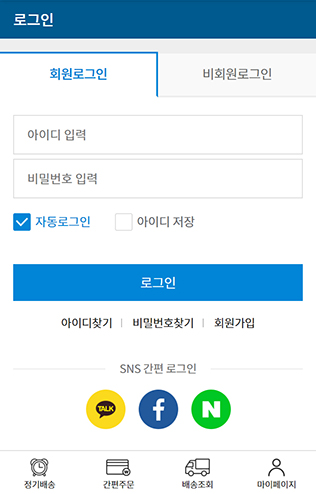 로그인
회원로그인 비회원로그인
아이디 입력
비밀번호 입력
자동로그인 아이디 저장
로그인
아이디찾기 | 비밀번호찾기 | 회원가입
SNS 간편 로그인
TALK f N
정기배송 간편주문 배송조회 마이페이지